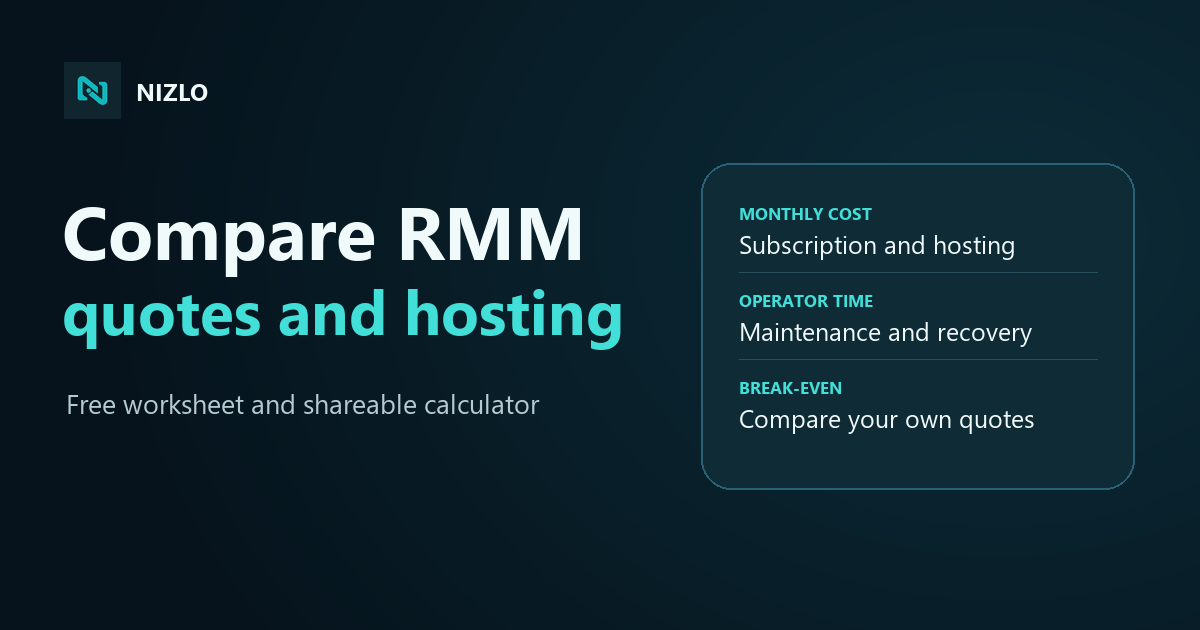 NIZLO
Compare RMM
quotes and hosting
Free worksheet and shareable calculator
MONTHLY COST
Subscription and hosting
OPERATOR TIME
Maintenance and recovery
BREAK-EVEN
Compare your own quotes